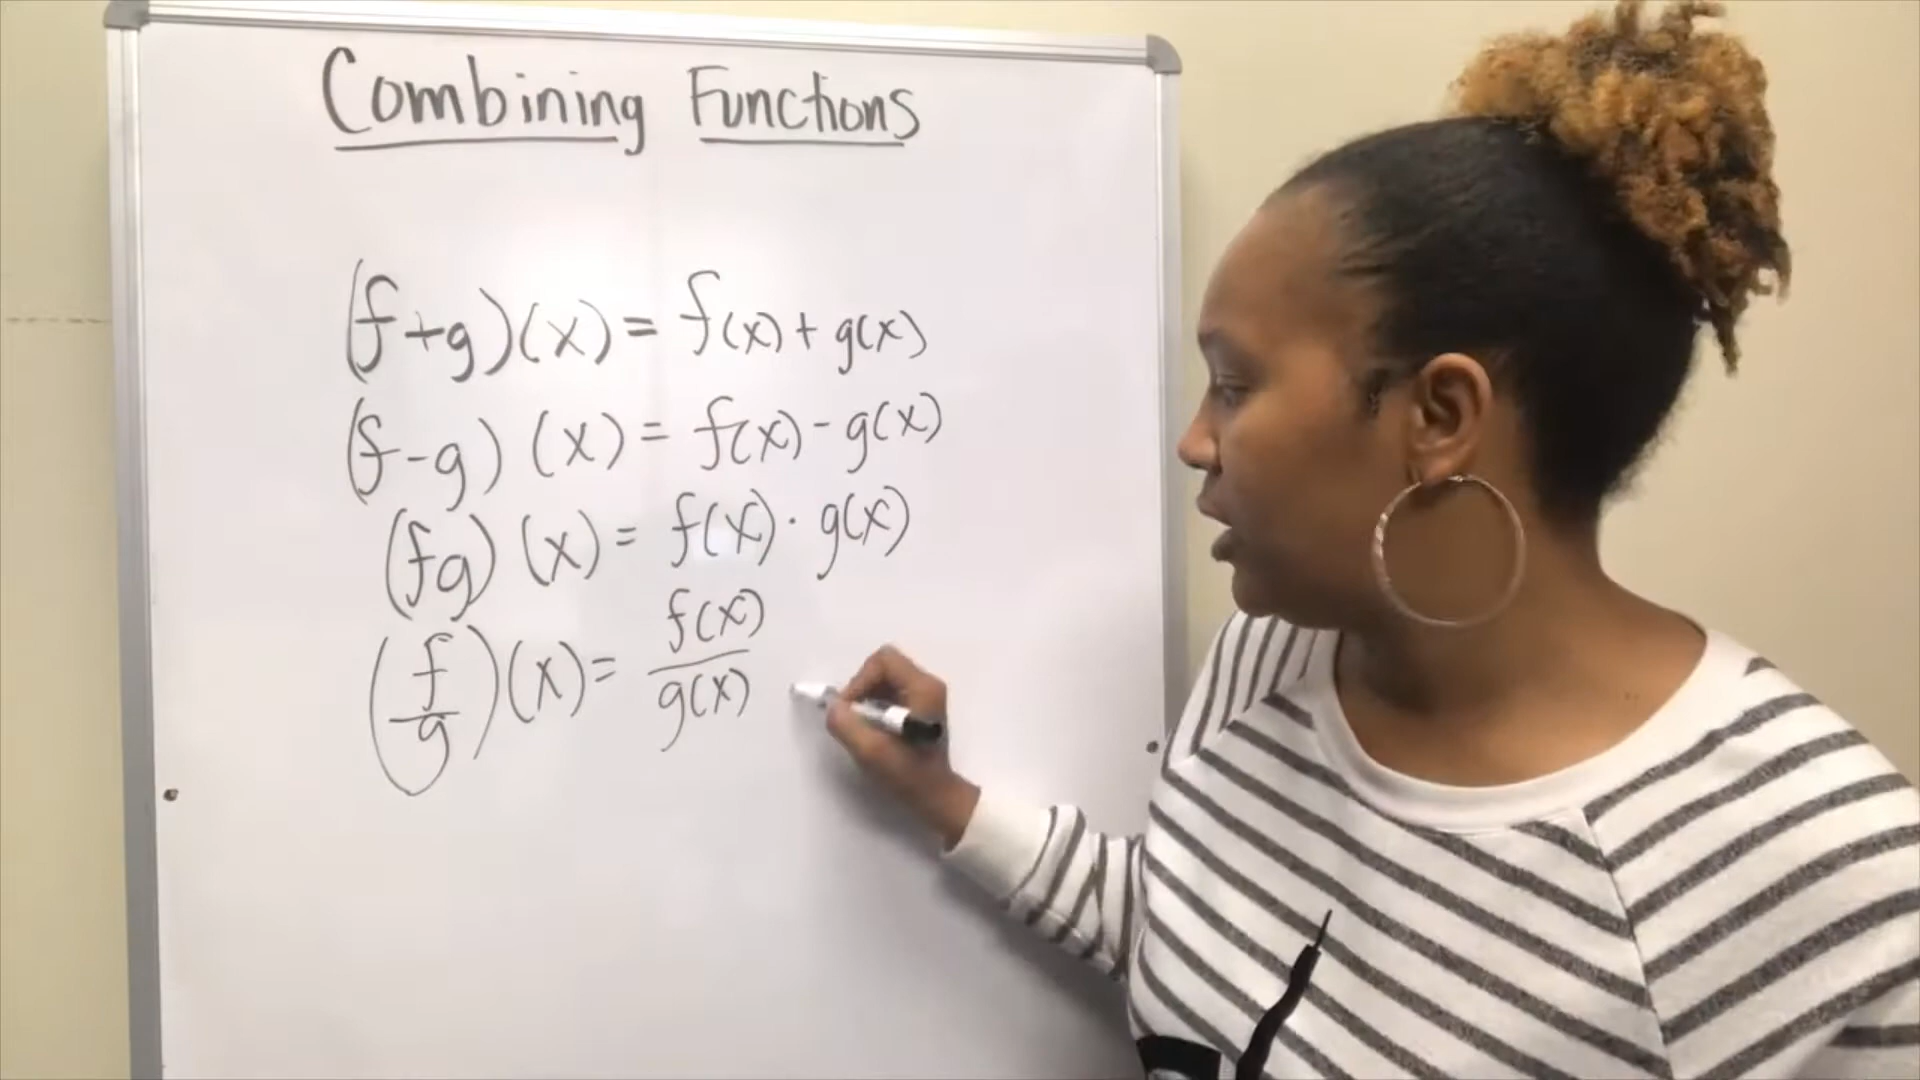 Combining Functions
(f+g)(x) = f(x) + g(x)
(f-g)(x) = f(x) - g(x)
(fg)(x) = f(x) · g(x)
(f/g)(x) = f(x)/g(x)